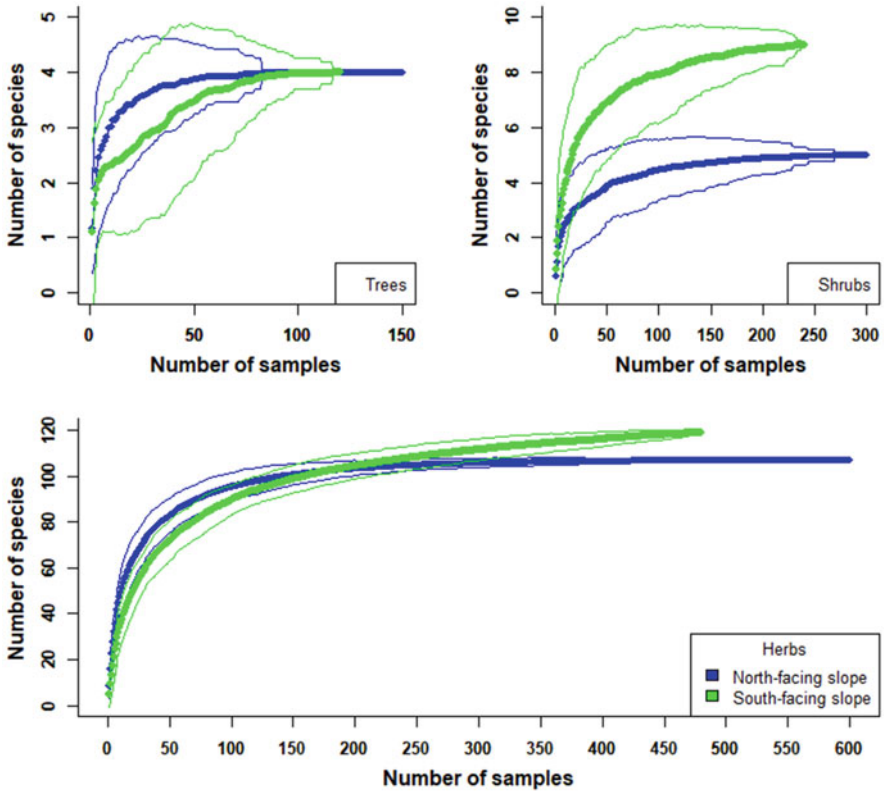 Number of species
5
4
3
2
1
0
0 50 100 150
Number of samples
Trees
Number of species
10
8
6
4
2
0
0 50 100 150 200 250 300
Number of samples
Shrubs
Number of species
120
100
80
60
40
20
0
0 50 100 150 200 250 300 350 400 450 500 550 600
Number of samples
Herbs
North-facing slope
South-facing slope